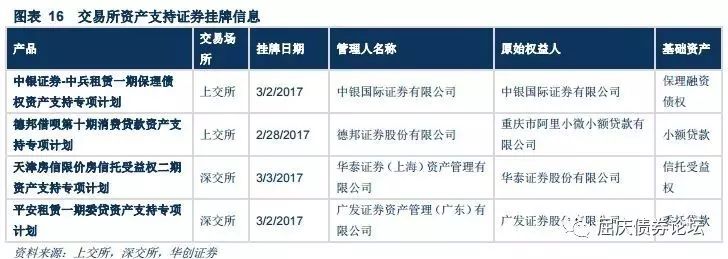 图表 16 交易所资产支持证券挂牌信息
产品 交易场所 挂牌日期 管理人名称 原始权益人 基础资产
中银证券-中兵租赁一期保理债权资产支持专项计划 上交所 3/2/2017 中银国际证券有限公司 中银国际证券有限公司 保理融资债权
德邦借呗第十期消费贷款资产支持专项计划 上交所 2/28/2017 德邦证券股份有限公司 重庆市阿里小微小额贷款有限公司 小额贷款
天津房信限价房信托受益权二期资产支持专项计划 深交所 3/3/2017 华泰证券（上海）资产管理有限公司 华泰证券股份有限公司 信托受益权
平安租赁一期委贷资产支持专项计划 深交所 3/2/2017 广发证券资产管理（广东）有限公司 广发证券股份有限公司 委托贷款
屈庆债券论坛
资料来源：上交所，深交所，华创证券